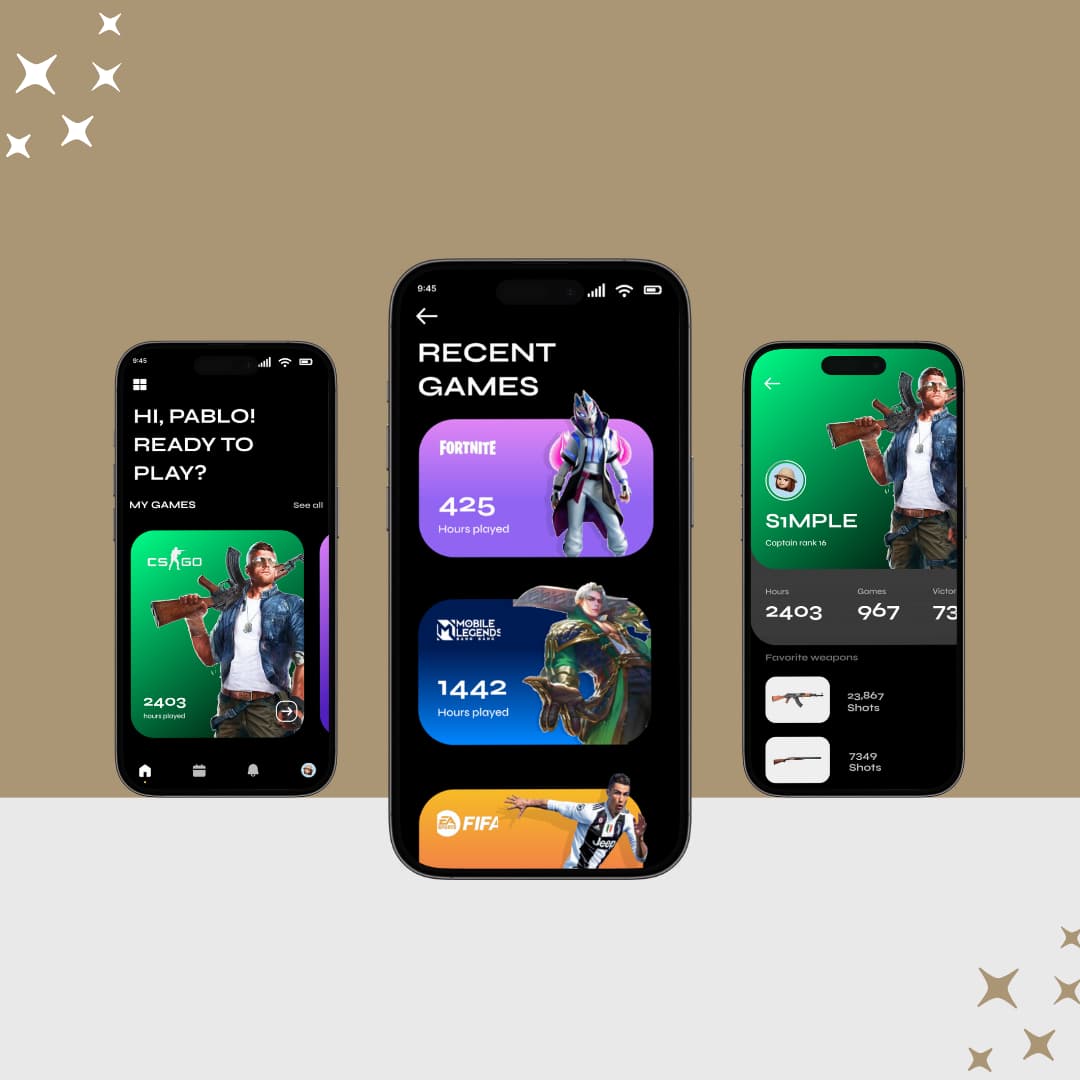 9:45
HI, PABLO!
READY TO
PLAY?
MY GAMES
See all
CS GO
2403
hours played
9:45
RECENT
GAMES
FORTNITE
425
Hours played
MOBILE
LEGENDS
BANG BANG
1442
Hours played
EA
SPORTS
FIFA
Jeep
S1MPLE
Captain rank 16
Hours
Games
Victor
2403
967
73
Favorite weapons
23,867
Shots
7349
Shots